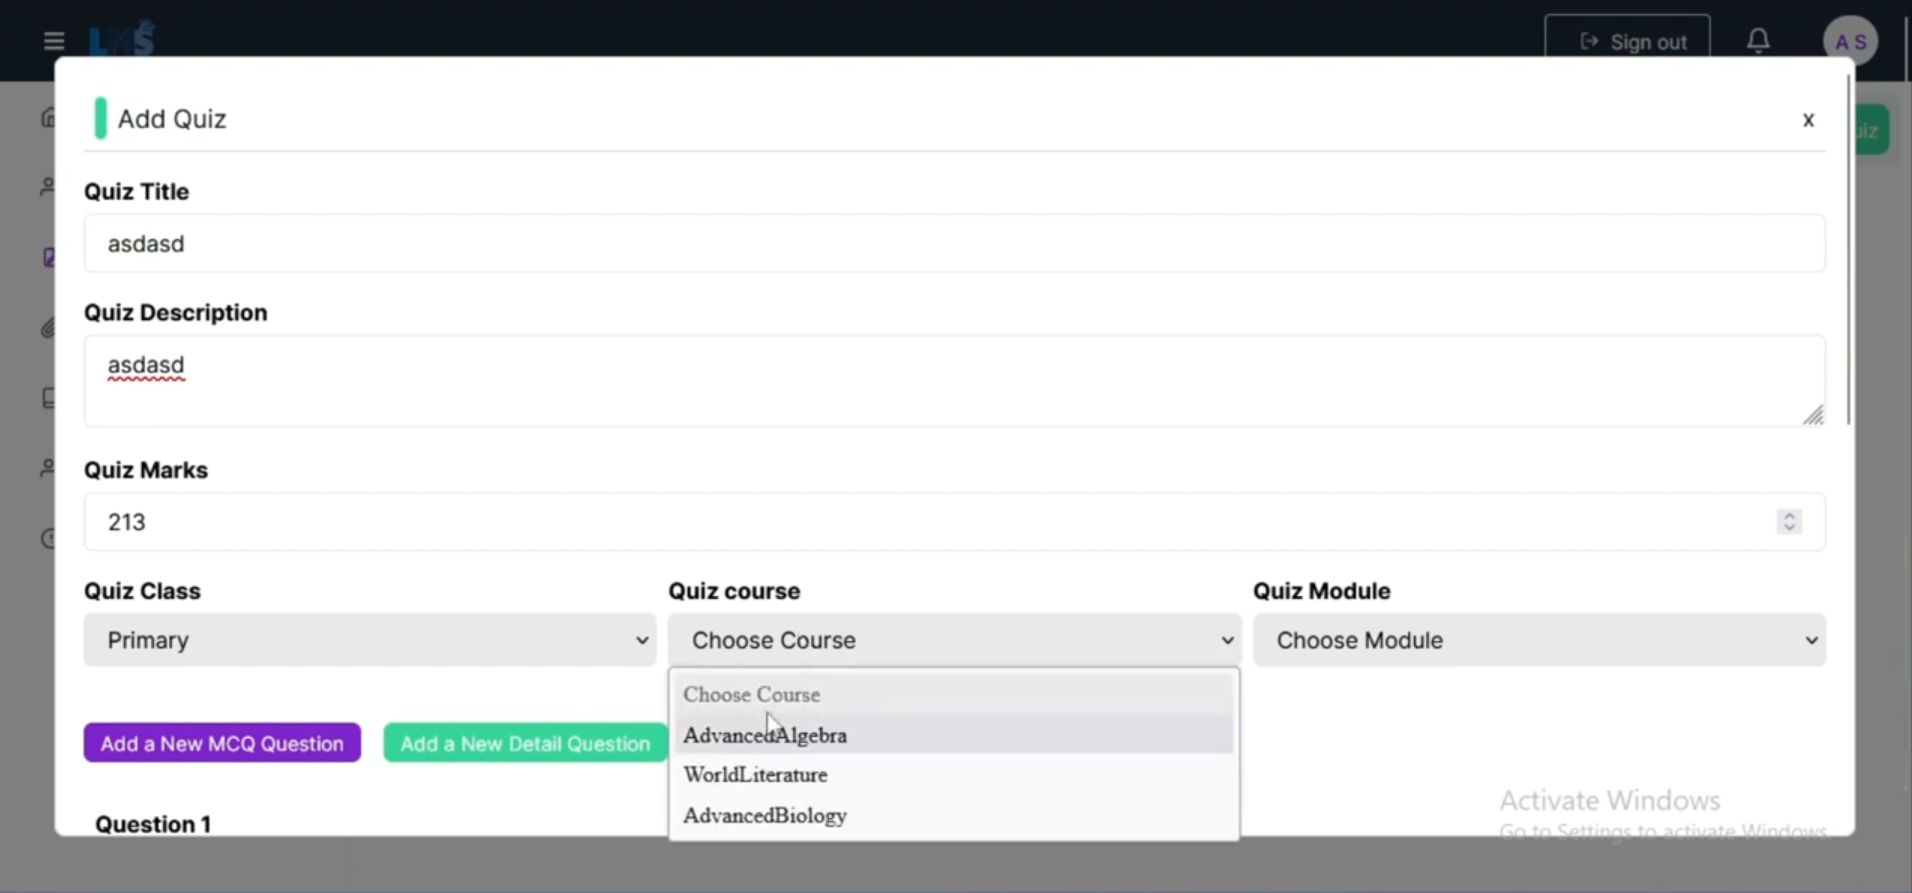 LMS
Sign out
A S
Add Quiz
x
uiz
Quiz Title
asdasd
Quiz Description
asdasd
Quiz Marks
213
Quiz Class
Quiz course
Quiz Module
Primary
Choose Course
Choose Module
Choose Course
AdvancedAlgebra
WorldLiterature
AdvancedBiology
Add a New MCQ Question
Add a New Detail Question
Question 1
Activate Windows
Go to Settings to activate Windows.